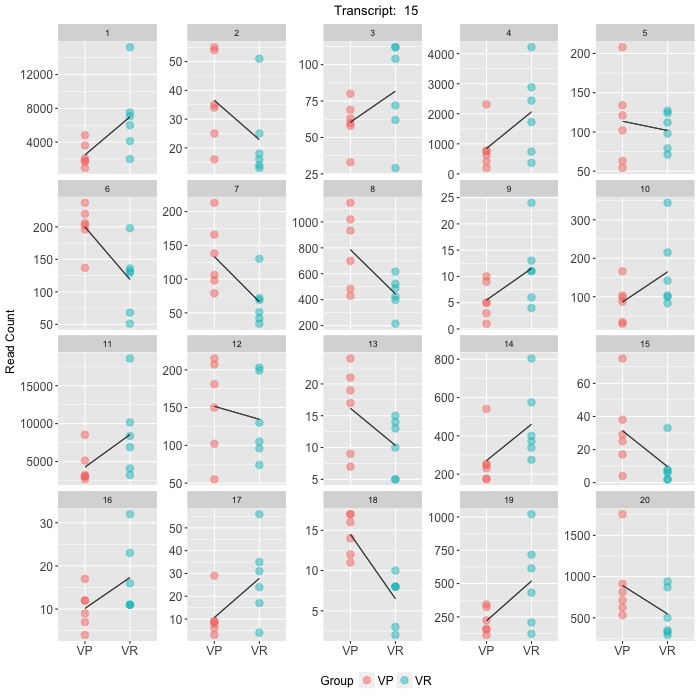 Transcript: 15
Read Count
1 2 3 4 5
12000 8000 4000
50 40 30 20
100 75 50 25
4000 3000 2000 1000 0
200 150 100 50
6 7 8 9 10
200 150 100 50
200 150 100 50
1000 800 600 400 200
25 20 15 10 5 0
300 200 100
11 12 13 14 15
15000 10000 5000
200 150 100 50
20 15 10 5
800 600 400 200
60 40 20 0
16 17 18 19 20
30 20 10
50 40 30 20 10 0
15 10 5
1000 750 500 250
1500 1000 500
VP VR VP VR VP VR VP VR VP VR
Group VP VR